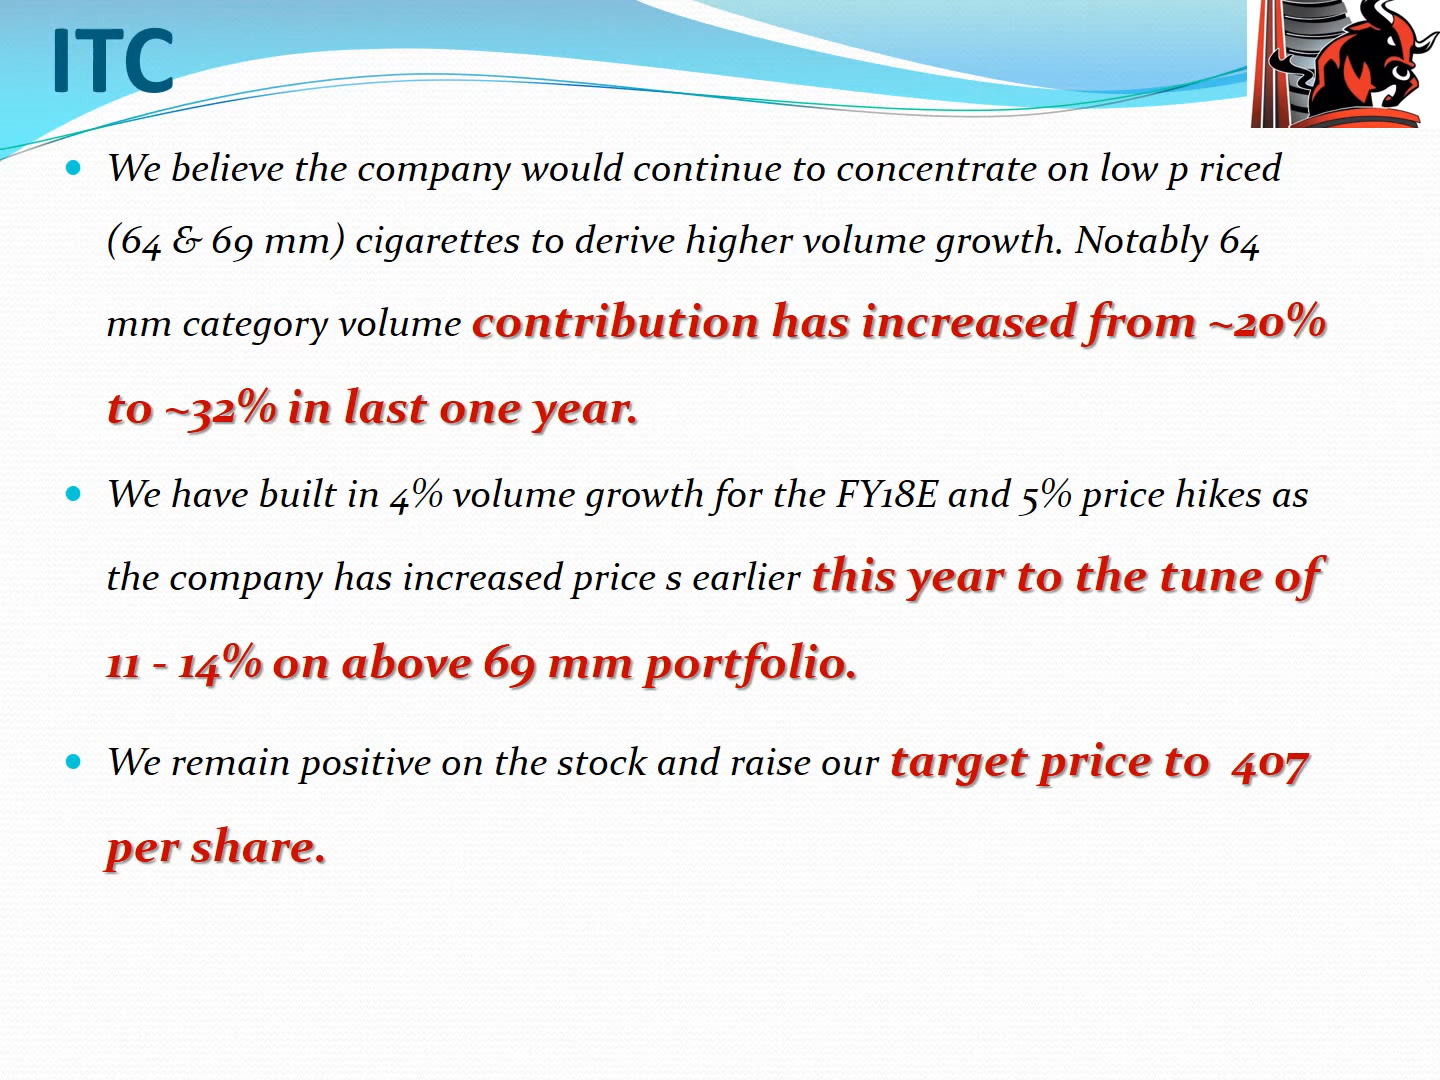 ITC
We believe the company would continue to concentrate on low p riced
(64 & 69 mm) cigarettes to derive higher volume growth. Notably 64
mm category volume contribution has increased from ~20%
to ~32% in last one year.
We have built in 4% volume growth for the FY18E and 5% price hikes as
the company has increased price s earlier this year to the tune of
11 - 14% on above 69 mm portfolio.
We remain positive on the stock and raise our target price to  407
per share.